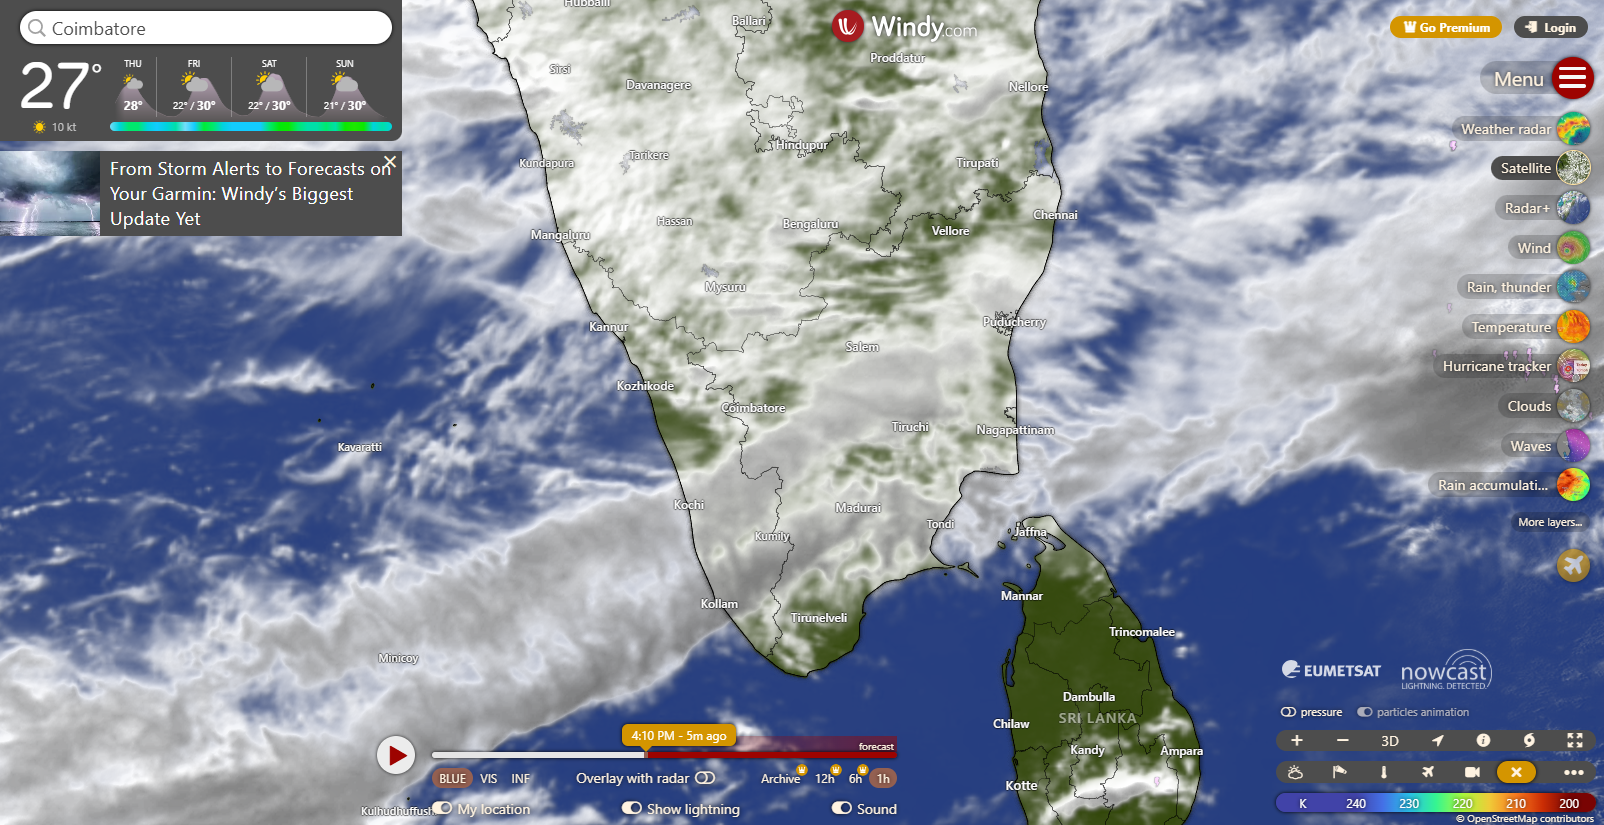 Coimbatore
27°
10 kt
THU
28°
FRI
22° / 30°
SAT
22° / 30°
SUN
21° / 30°
From Storm Alerts to Forecasts on
Your Garmin: Windy’s Biggest
Update Yet
Windy.com
Go Premium
Login
Menu
Weather radar
Satellite
Radar+
Wind
Rain, thunder
Temperature
Hurricane tracker
Clouds
Waves
Rain accumulati...
More layers...
Hubballi
Ballari
Proddatur
Sirsi
Davanagere
Nellore
Hindupur
Kundapura
Tarikere
Tirupati
Hassan
Bengaluru
Chennai
Mangaluru
Vellore
Mysuru
Kannur
Puducherry
Salem
Kozhikode
Coimbatore
Tiruchi
Nagapattinam
Kavaratti
Kochi
Madurai
Tondi
Jaffna
Kumily
Mannar
Kollam
Tirunelveli
Trincomalee
Minicoy
Dambulla
SRI LANKA
Chilaw
Kandy
Ampara
Kotte
Kulhudhuffushi
EUMETSAT
nowcast
LIGHTNING. DETECTED.
pressure
particles animation
4:10 PM - 5m ago
forecast
BLUE
VIS
INF
Overlay with radar
Archive
12h
6h
1h
My location
Show lightning
Sound
+
−
3D
K
240
230
220
210
200
© OpenStreetMap contributors